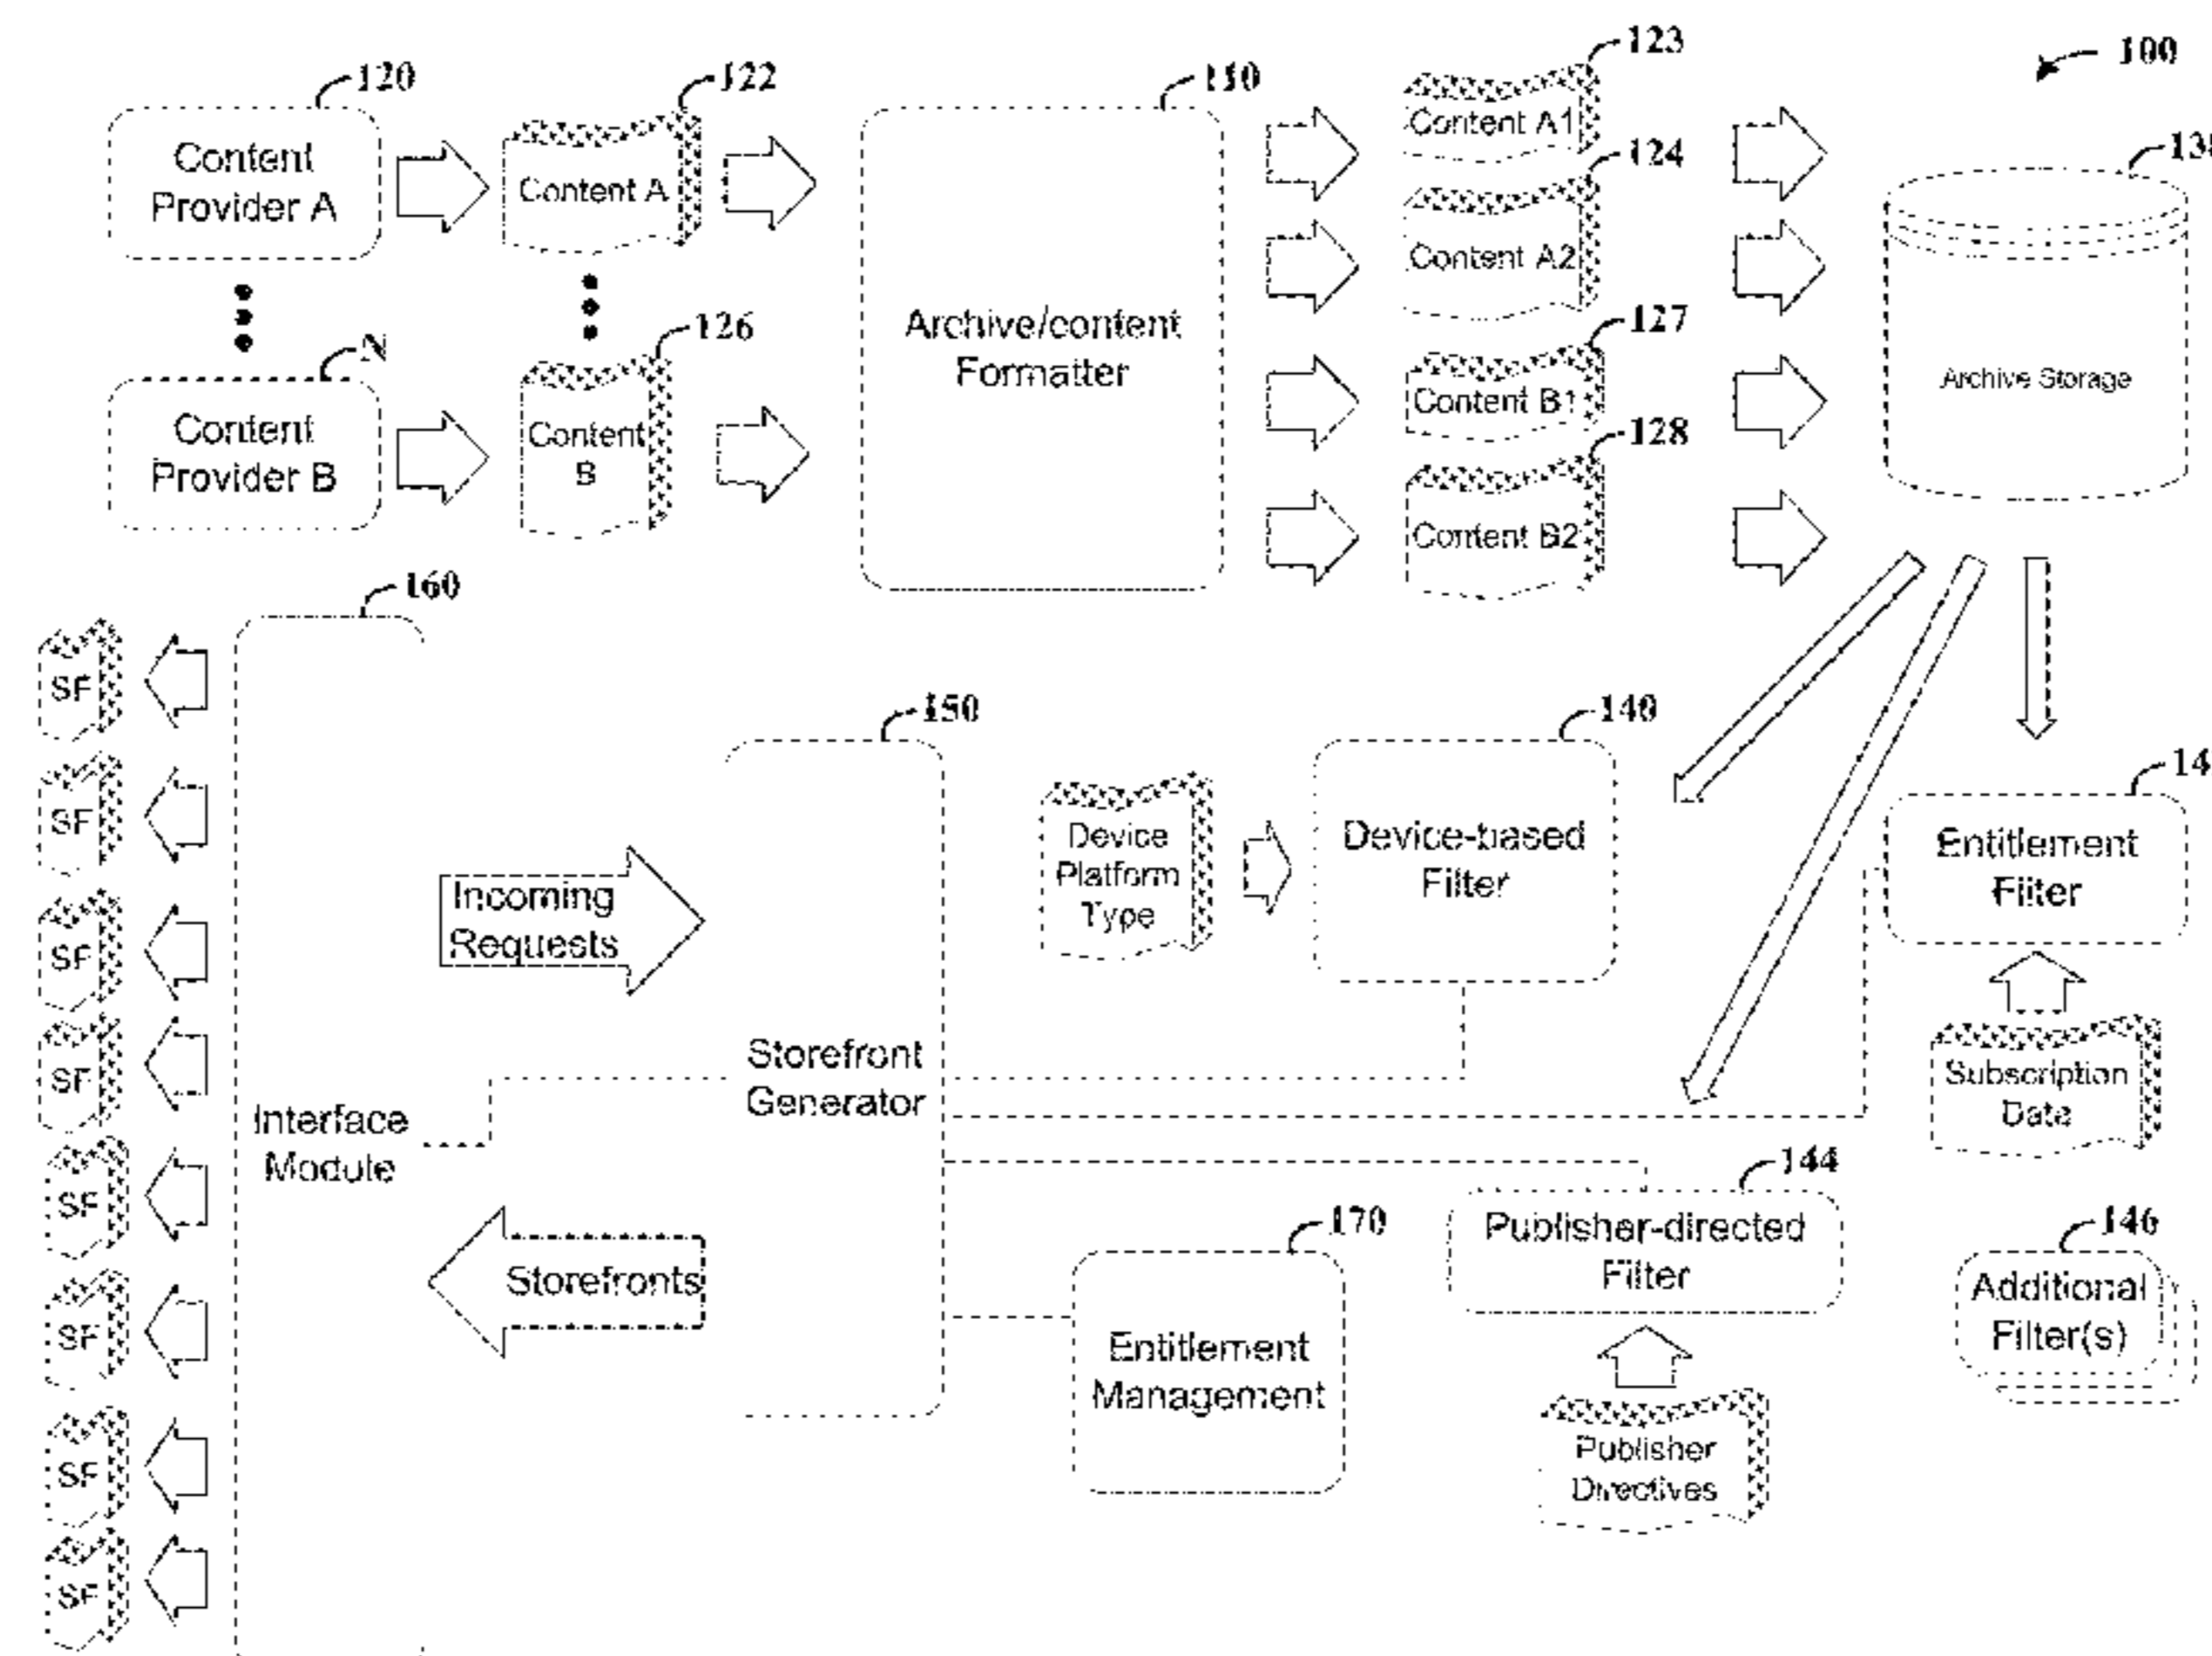 120
122
110
123
100
Content
Provider A
Content A
Content A1
124
Content A2
N
126
127
Archive/content
Formatter
Content
Provider B
Content
B
Content B1
128
Content B2
Archive Storage
160
SF
SF
SF
SF
SF
SF
SF
SF
Interface
Module
Incoming
Requests
150
Storefront
Generator
Storefronts
Device
Platform
Type
140
Device-based
Filter
Entitlement
Filter
Subscription
Data
144
Publisher-directed
Filter
Publisher
Directives
170
Entitlement
Management
146
Additional
Filter(s)